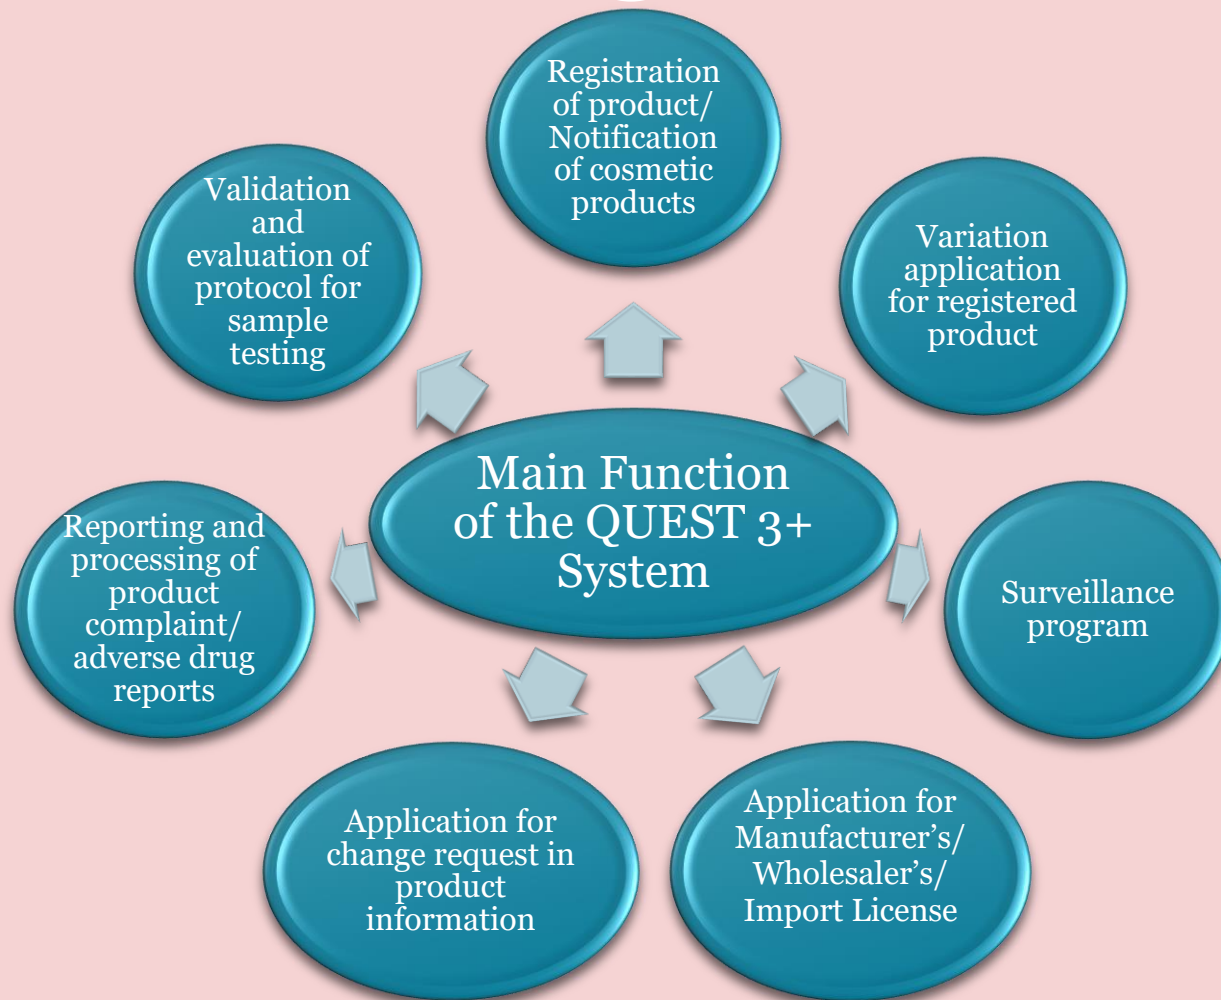 Registration
of product/
Notification
of cosmetic
products
Variation
application
for registered
product
Surveillance
program
Application for
Manufacturer’s/
Wholesaler’s/
Import License
Application for
change request in
product
information
Reporting and
processing of
product
complaint/
adverse drug
reports
Validation
and
evaluation of
protocol for
sample
testing
Main Function
of the QUEST 3+
System